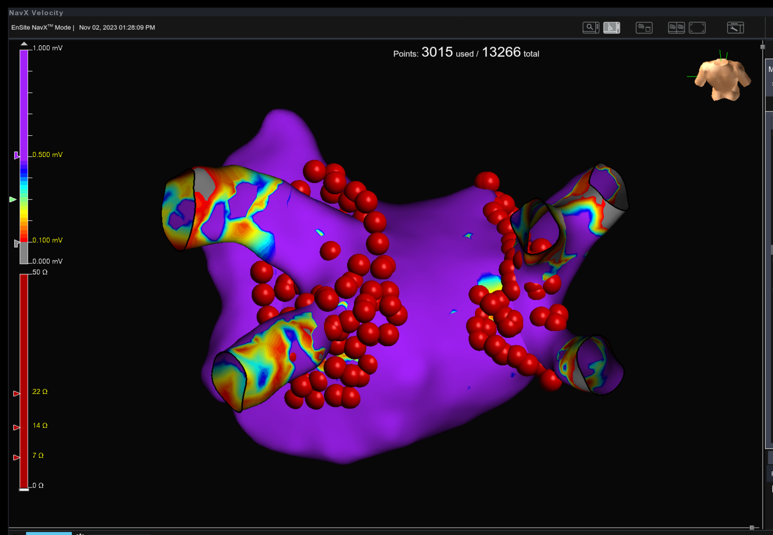 NavX Velocity
EnSite NavX™ Mode | Nov 02, 2023 01:28:09 PM
Points: 3015 used / 13266 total
1.000 mV
0.500 mV
0.100 mV
0.000 mV
50 Ω
22 Ω
14 Ω
7 Ω
0 Ω
M